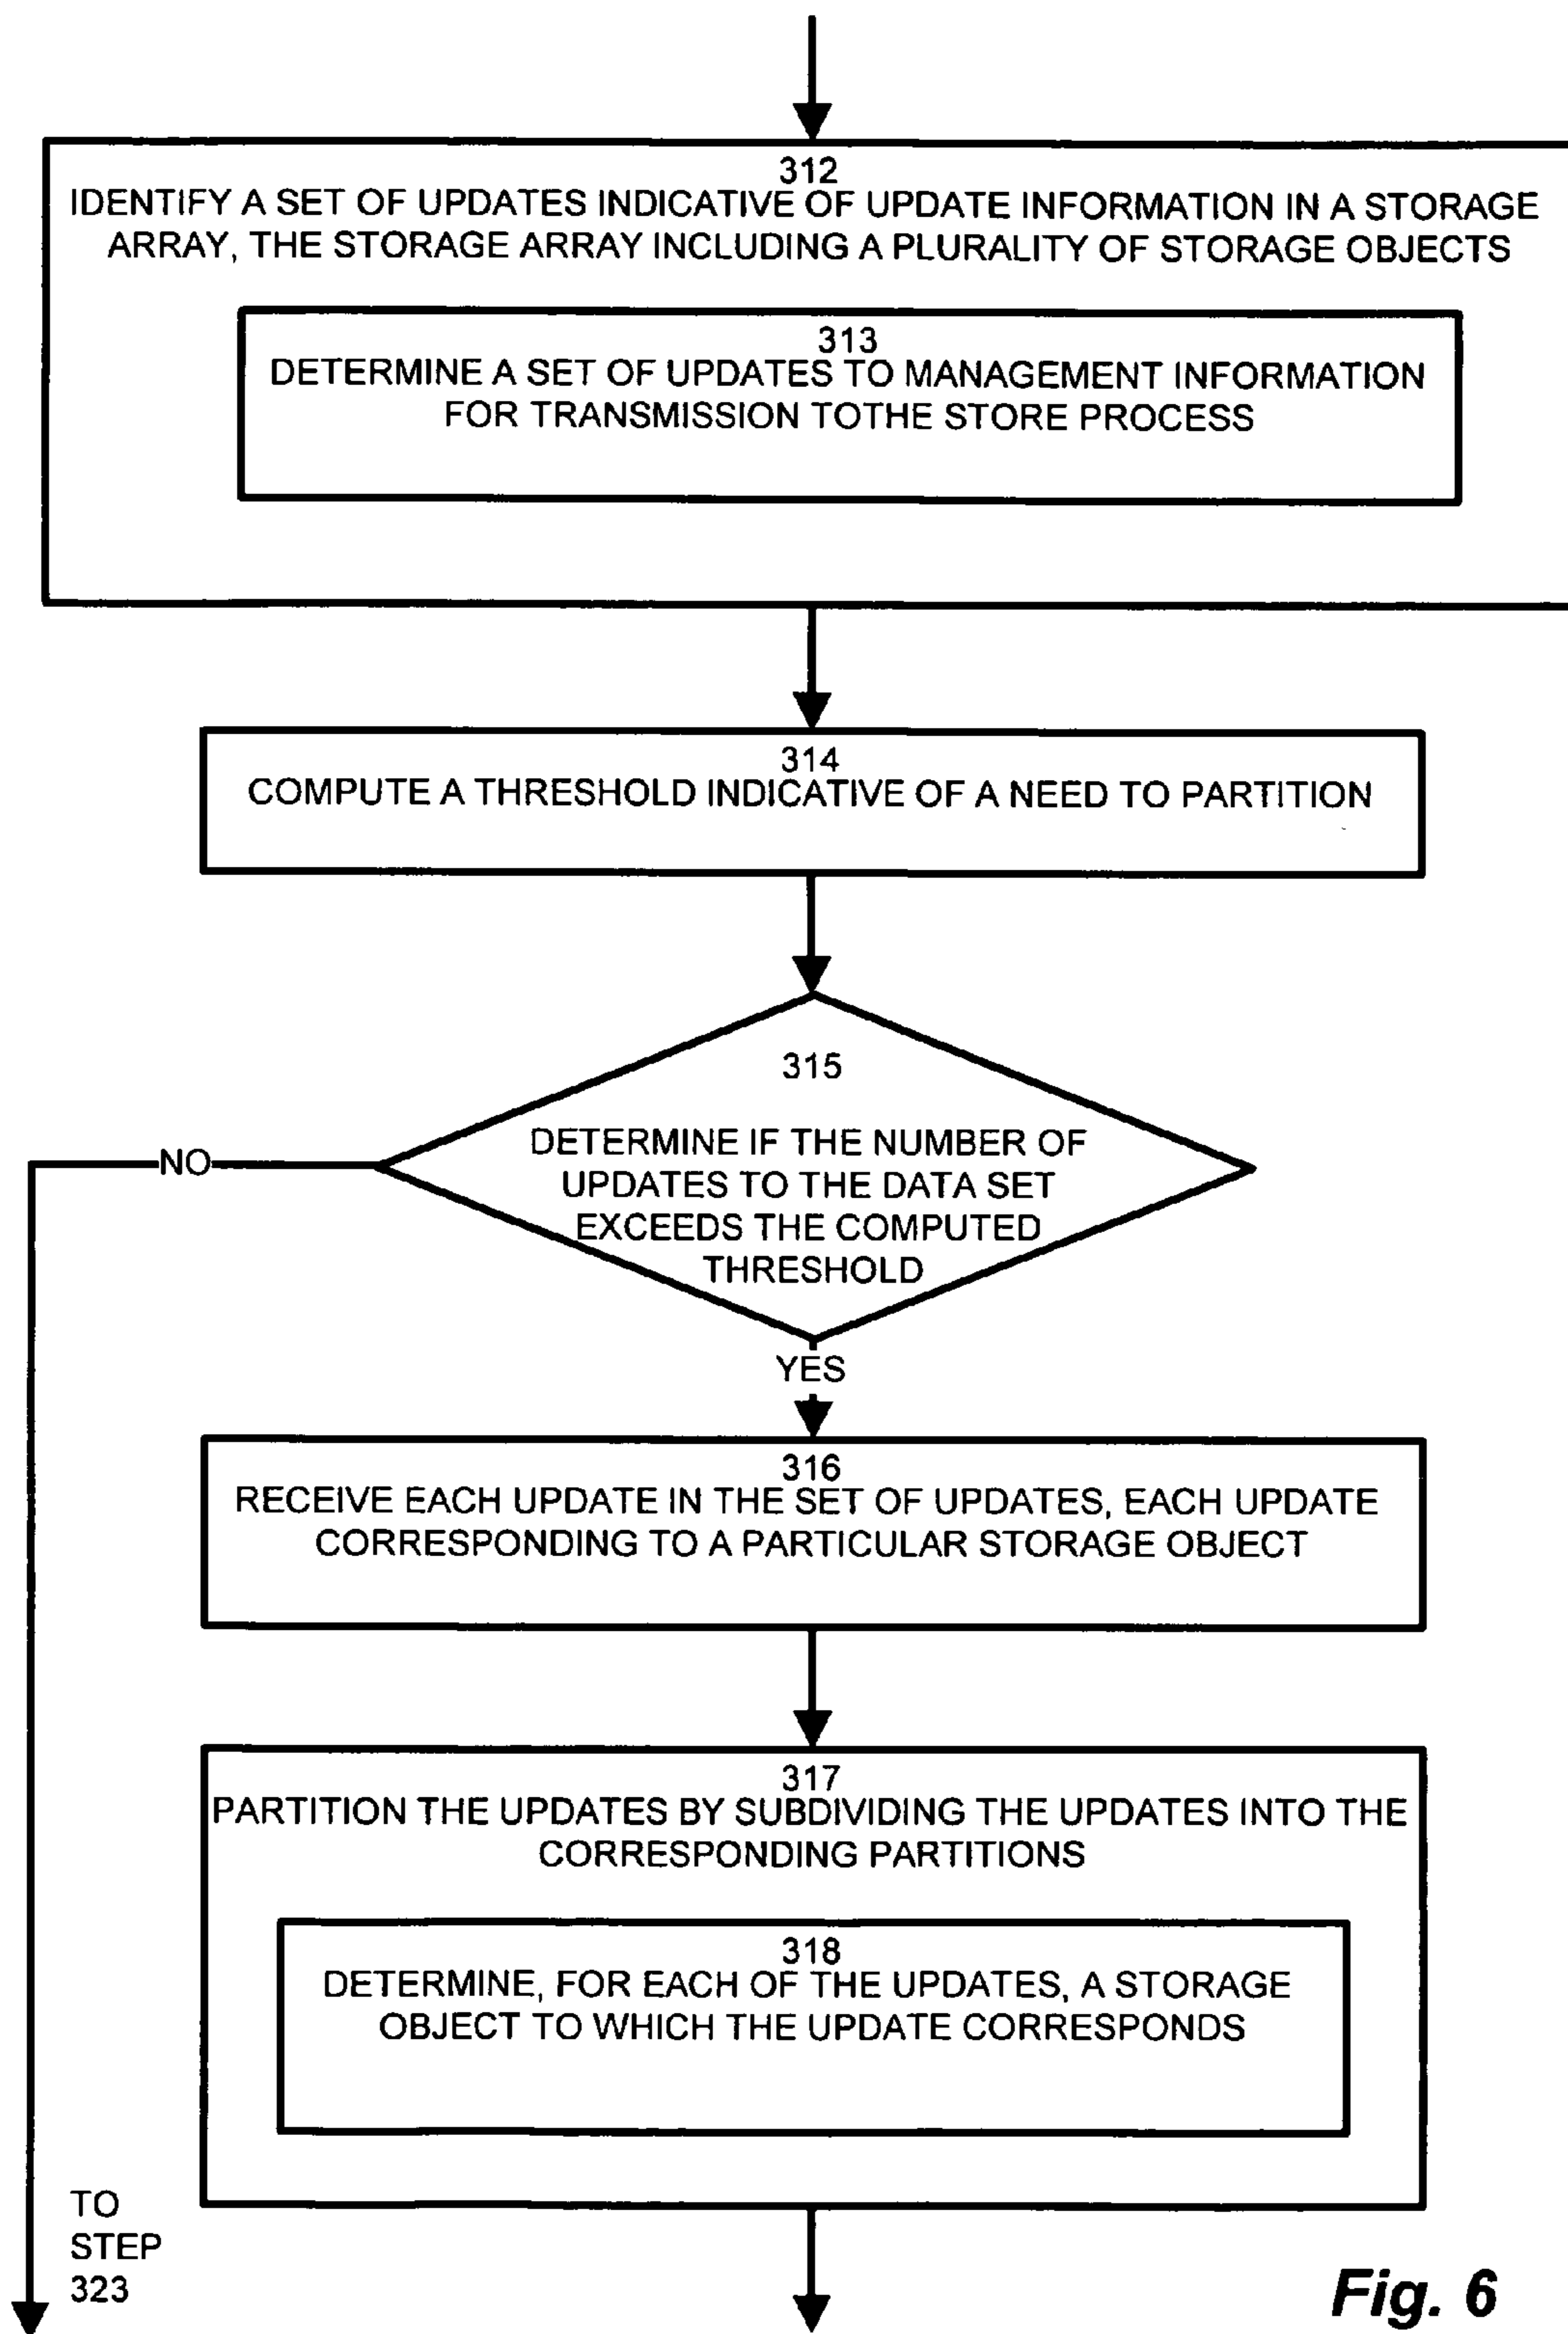 312
IDENTIFY A SET OF UPDATES INDICATIVE OF UPDATE INFORMATION IN A STORAGE
ARRAY, THE STORAGE ARRAY INCLUDING A PLURALITY OF STORAGE OBJECTS
313
DETERMINE A SET OF UPDATES TO MANAGEMENT INFORMATION
FOR TRANSMISSION TOTHE STORE PROCESS
314
COMPUTE A THRESHOLD INDICATIVE OF A NEED TO PARTITION
315
DETERMINE IF THE NUMBER OF
UPDATES TO THE DATA SET
EXCEEDS THE COMPUTED
THRESHOLD
NO
YES
316
RECEIVE EACH UPDATE IN THE SET OF UPDATES, EACH UPDATE
CORRESPONDING TO A PARTICULAR STORAGE OBJECT
317
PARTITION THE UPDATES BY SUBDIVIDING THE UPDATES INTO THE
CORRESPONDING PARTITIONS
318
DETERMINE, FOR EACH OF THE UPDATES, A STORAGE
OBJECT TO WHICH THE UPDATE CORRESPONDS
TO
STEP
323
Fig. 6